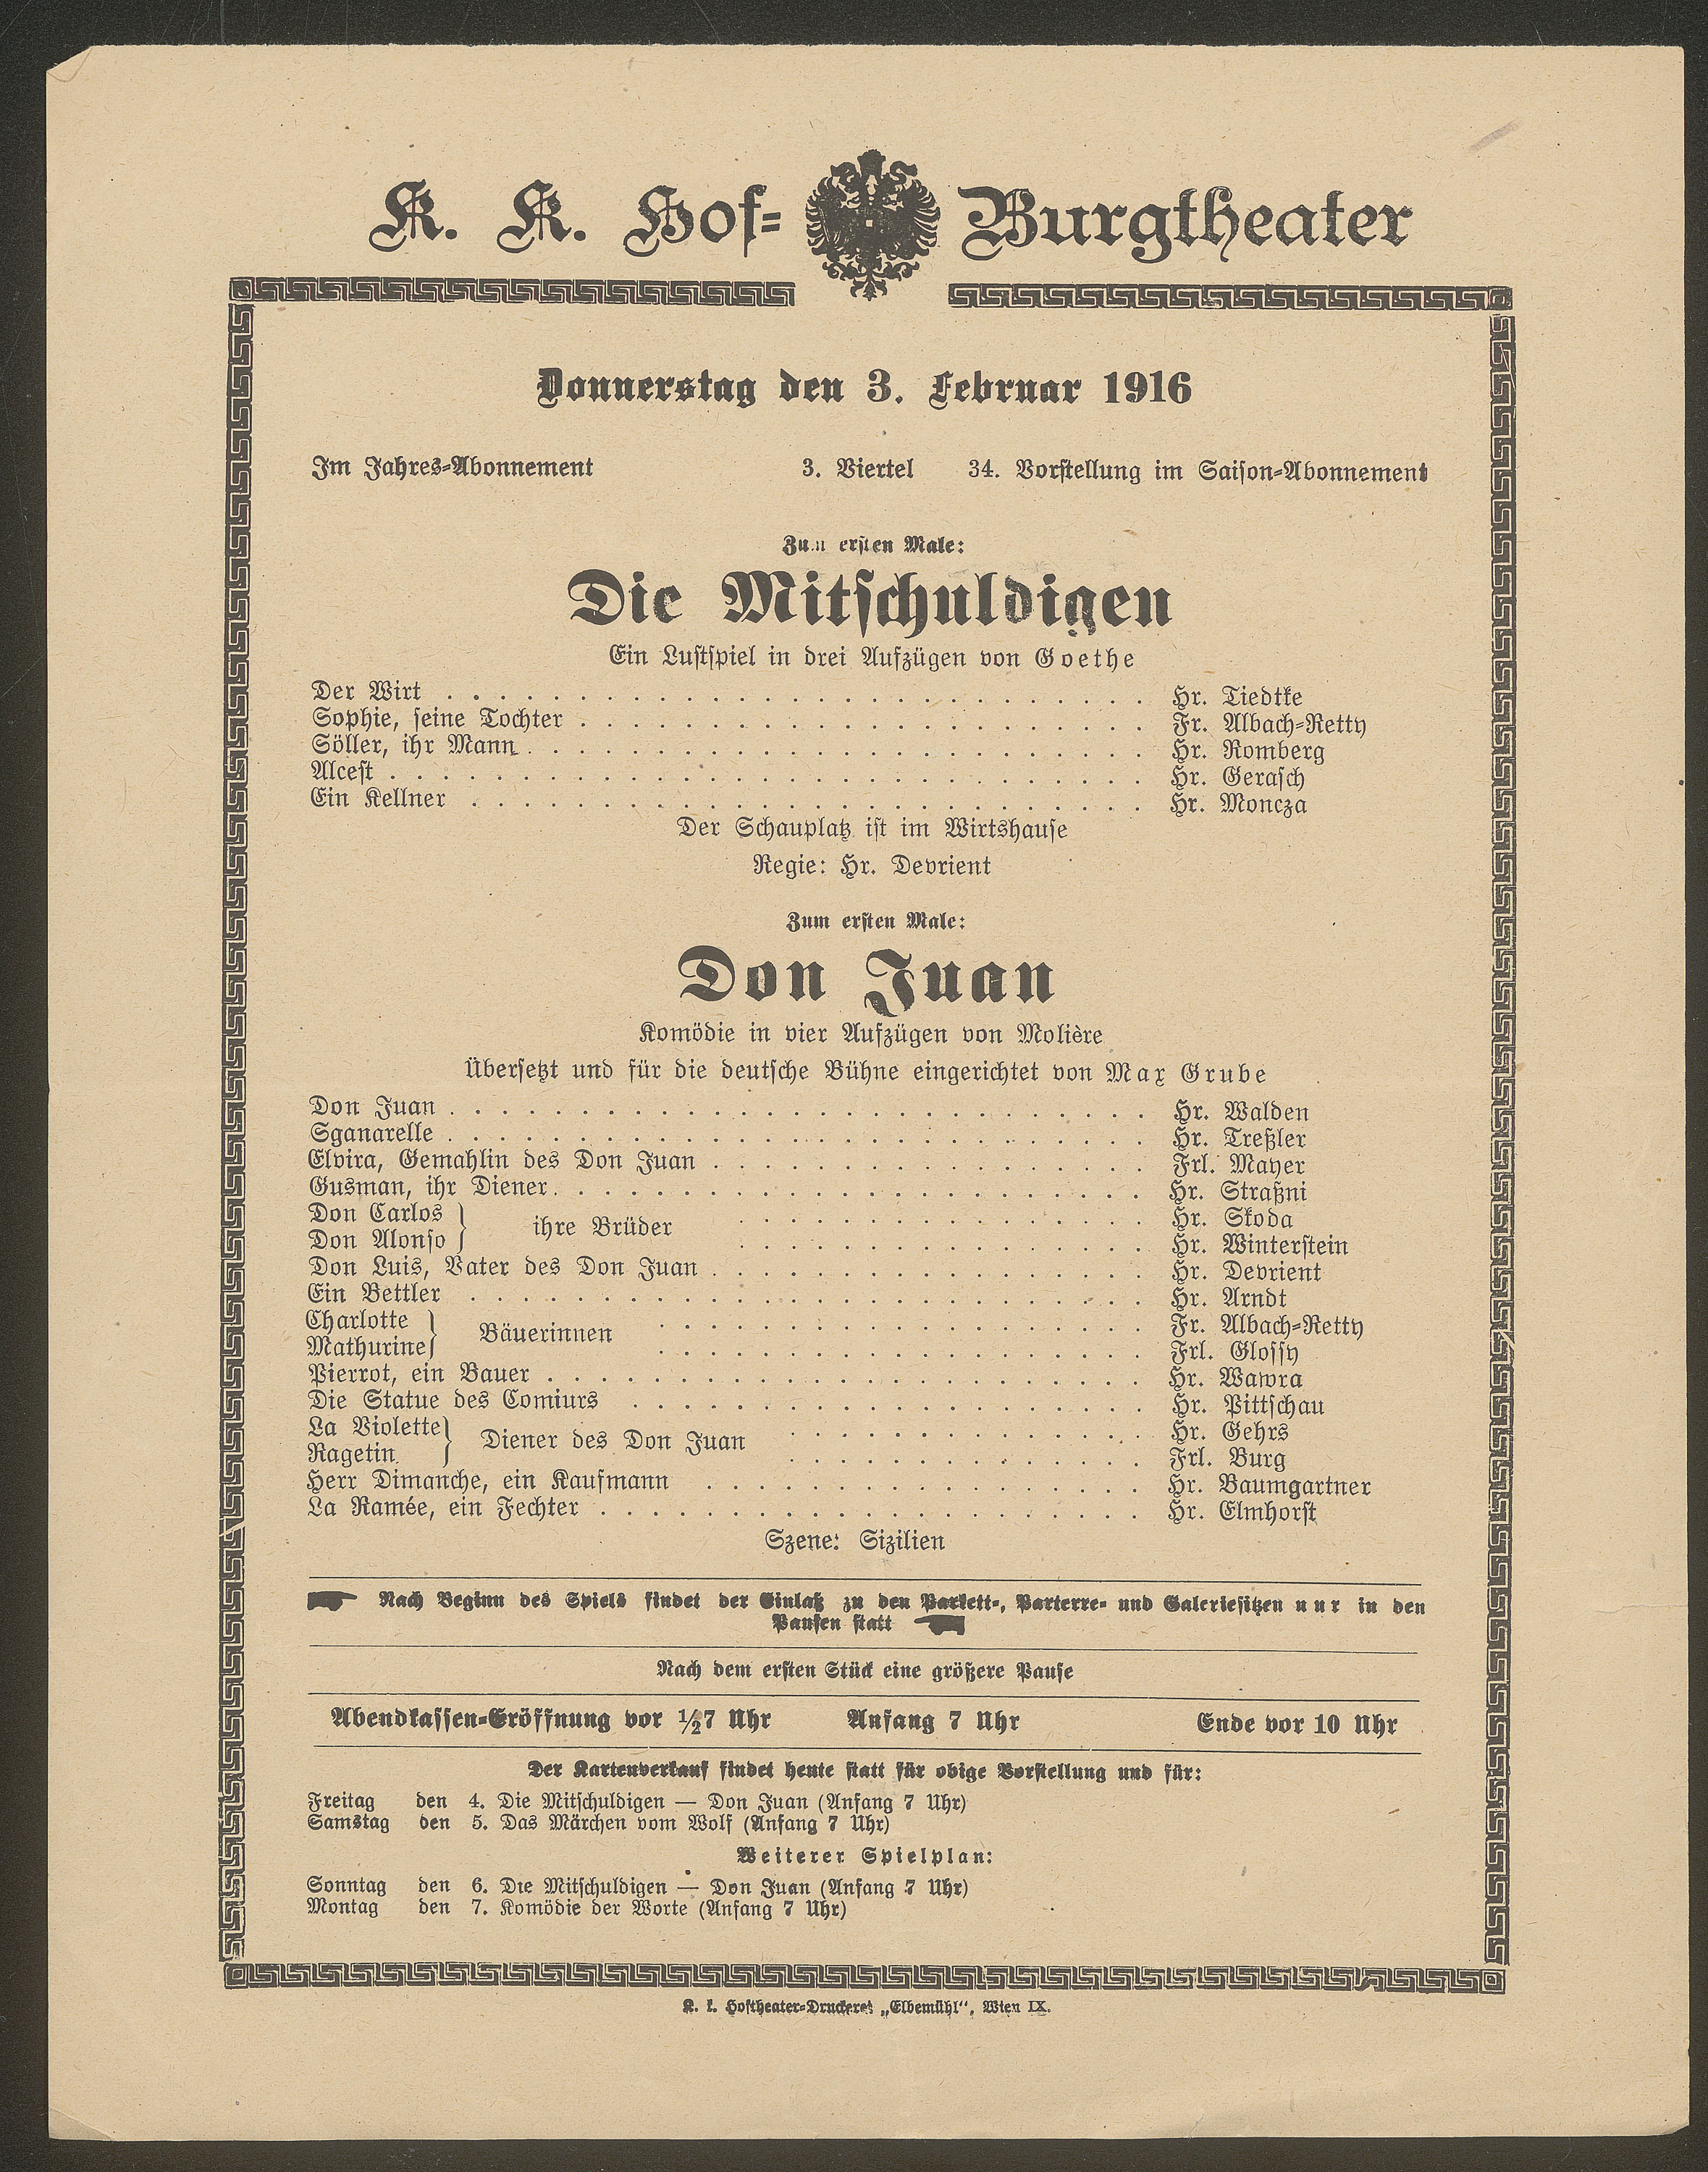 K. K. Hof- Burgtheater
Donnerstag den 3. Februar 1916
Im Jahres-Abonnement 3. Viertel 34. Vorstellung im Saison-Abonnement
Zum ersten Male:
Die Mitschuldigen
Ein Lustspiel in drei Aufzügen von Goethe
Der Wirt . . . . . . . . . . . . . . . . . . . . . . . . . . . Hr. Tiedtke
Sophie, seine Tochter . . . . . . . . . . . . . . . . . . . . . . Fr. Albach-Retty
Söller, ihr Mann . . . . . . . . . . . . . . . . . . . . . . . . Hr. Romberg
Alcest . . . . . . . . . . . . . . . . . . . . . . . . . . . . . Hr. Gerasch
Ein Kellner . . . . . . . . . . . . . . . . . . . . . . . . . . Hr. Moncza
Der Schauplatz ist im Wirtshause
Regie: Hr. Devrient
Zum ersten Male:
Don Juan
Komödie in vier Aufzügen von Molière
Übersetzt und für die deutsche Bühne eingerichtet von Max Grube
Don Juan . . . . . . . . . . . . . . . . . . . . . . . . . . . Hr. Walden
Sganarelle . . . . . . . . . . . . . . . . . . . . . . . . . . . Hr. Treßler
Elvira, Gemahlin des Don Juan . . . . . . . . . . . . . . . . . Frl. Mayer
Gusman, ihr Diener . . . . . . . . . . . . . . . . . . . . . . . Hr. Straßni
Don Carlos } ihre Brüder . . . . . . . . . . . . . . . . Hr. Skoda
Don Alonso } . . . . . . . . . . . . . . . . Hr. Winterstein
Don Luis, Vater des Don Juan . . . . . . . . . . . . . . . . . Hr. Devrient
Ein Bettler . . . . . . . . . . . . . . . . . . . . . . . . . . Hr. Arndt
Charlotte } Bäuerinnen . . . . . . . . . . . . . . . . . . . Fr. Albach-Retty
Mathurine } . . . . . . . . . . . . . . . . . . . Frl. Glossy
Pierrot, ein Bauer . . . . . . . . . . . . . . . . . . . . . . . Hr. Wawra
Die Statue des Comturs . . . . . . . . . . . . . . . . . . . . Hr. Pittschau
La Violette } Diener des Don Juan . . . . . . . . . . . . . . Hr. Gehrs
Ragetin } . . . . . . . . . . . . . . Frl. Burg
Herr Dimanche, ein Kaufmann . . . . . . . . . . . . . . . . . Hr. Baumgartner
La Ramée, ein Fechter . . . . . . . . . . . . . . . . . . . . . Hr. Elmhorst
Szene: Sizilien
Nach Beginn des Spiels findet der Einlaß zu den Parkett-, Parterre- und Galeriesitzen nur in den
Pausen statt
Nach dem ersten Stück eine größere Pause
Abendkassen-Eröffnung vor ½7 Uhr Anfang 7 Uhr Ende vor 10 Uhr
Der Kartenverkauf findet heute statt für obige Vorstellung und für:
Freitag den 4. Die Mitschuldigen — Don Juan (Anfang 7 Uhr)
Samstag den 5. Das Märchen vom Wolf (Anfang 7 Uhr)
Weiterer Spielplan:
Sonntag den 6. Die Mitschuldigen — Don Juan (Anfang 7 Uhr)
Montag den 7. Komödie der Worte (Anfang 7 Uhr)
K. k. Hoftheater-Druckerei „Elbemühl“, Wien IX.